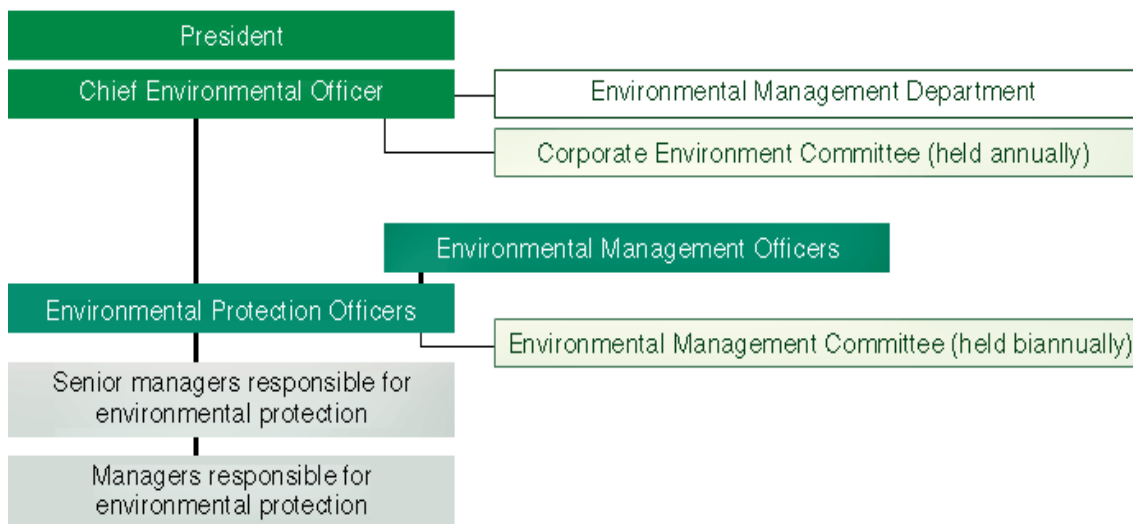 President
Chief Environmental Officer
Environmental Management Department
Corporate Environment Committee (held annually)
Environmental Management Officers
Environmental Protection Officers
Environmental Management Committee (held biannually)
Senior managers responsible for
environmental protection
Managers responsible for
environmental protection